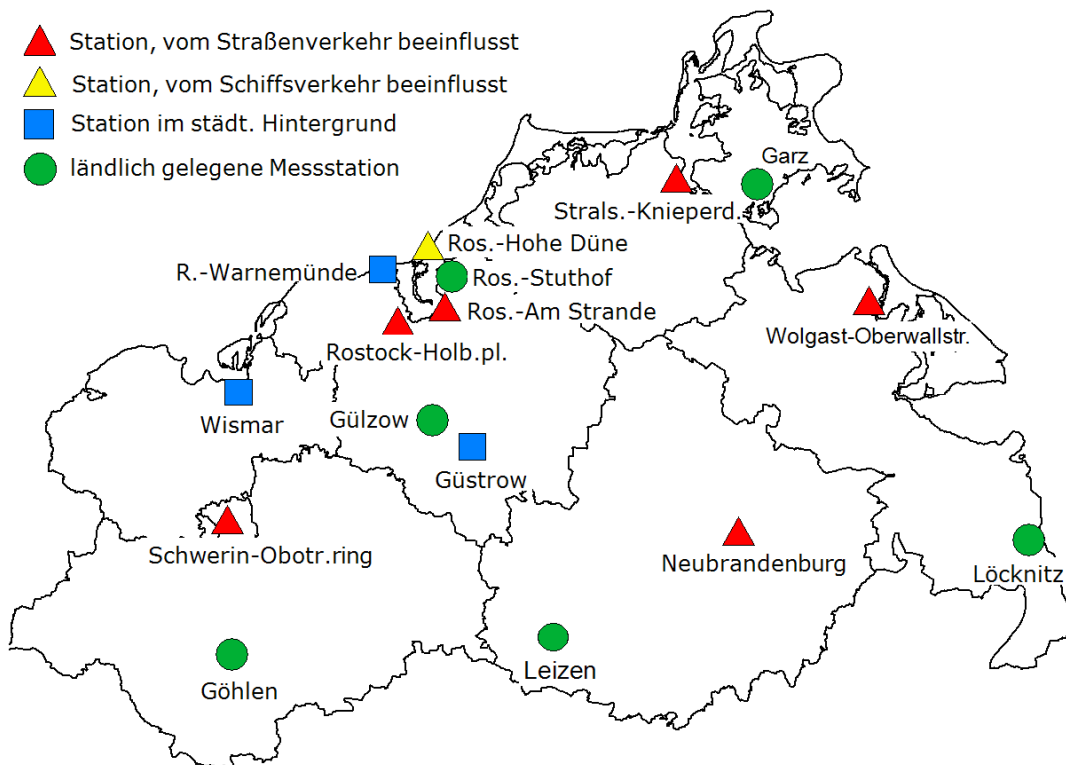 Station, vom Straßenverkehr beeinflusst
Station, vom Schiffsverkehr beeinflusst
Station im städt. Hintergrund
ländlich gelegene Messstation
Garz
Strals.-Knieperd.
Ros.-Hohe Düne
R.-Warnemünde
Ros.-Stuthof
Ros.-Am Strande
Rostock-Holb.pl.
Wolgast-Oberwallstr.
Wismar
Gülzow
Güstrow
Schwerin-Obotr.ring
Neubrandenburg
Löcknitz
Göhlen
Leizen